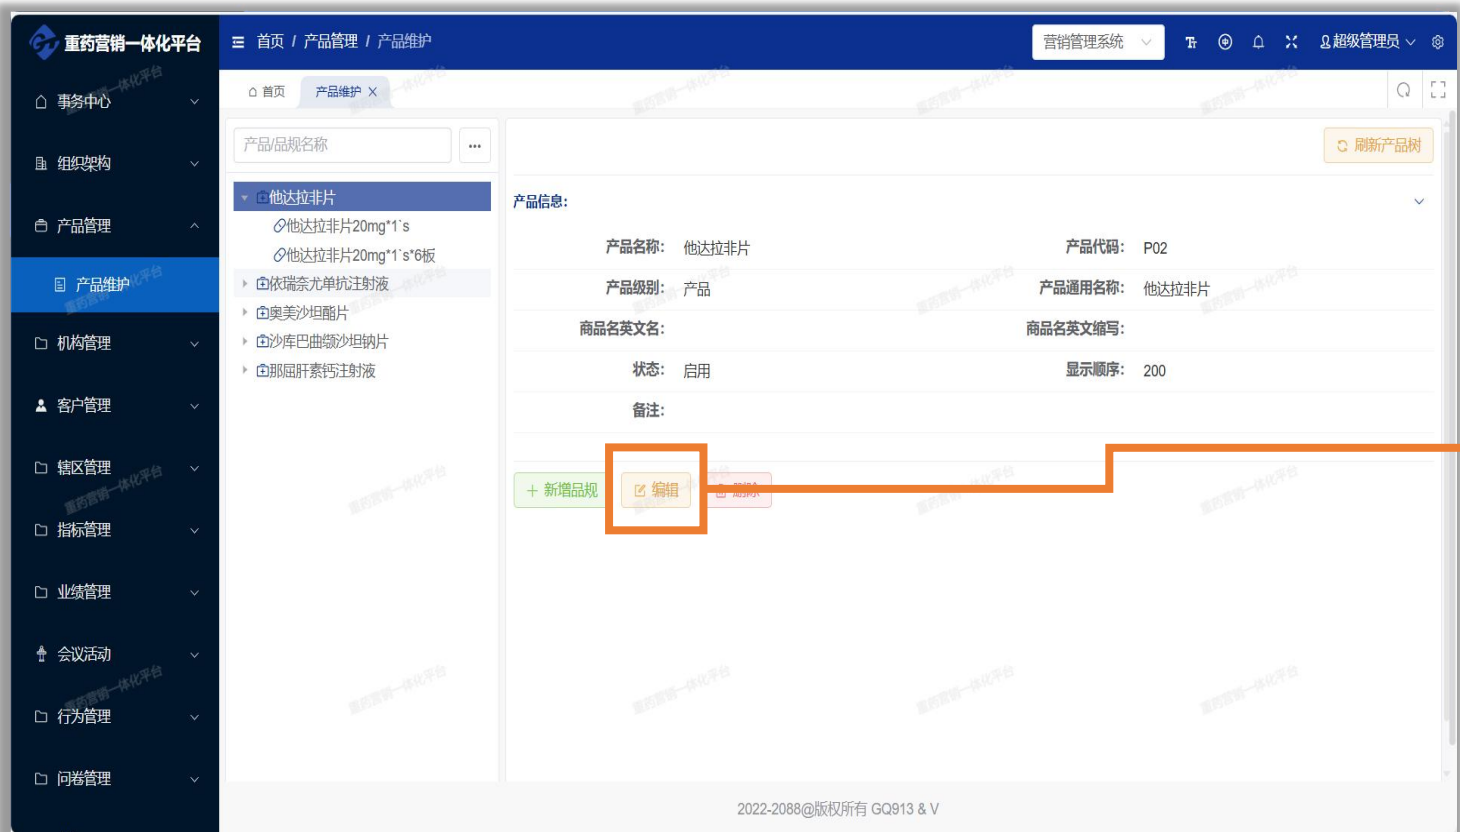 重药营销一体化平台
首页 / 产品管理 / 产品维护
营销管理系统
超级管理员
事务中心
组织架构
产品管理
产品维护
机构管理
客户管理
辖区管理
指标管理
业绩管理
会议活动
行为管理
问卷管理
首页
产品维护 X
产品/品规名称
...
他达拉非片
他达拉非片20mg*1`s
他达拉非片20mg*1`s*6板
依瑞奈尤单抗注射液
奥美沙坦酯片
沙库巴曲缬沙坦钠片
那屈肝素钙注射液
刷新产品树
产品信息:
产品名称: 他达拉非片 产品代码: P02
产品级别: 产品 产品通用名称: 他达拉非片
商品名英文名: 商品名英文缩写:
状态: 启用 显示顺序: 200
备注:
+ 新增品规 编辑 删除
2022-2088@版权所有 GQ913 & V
重药营销一体化平台